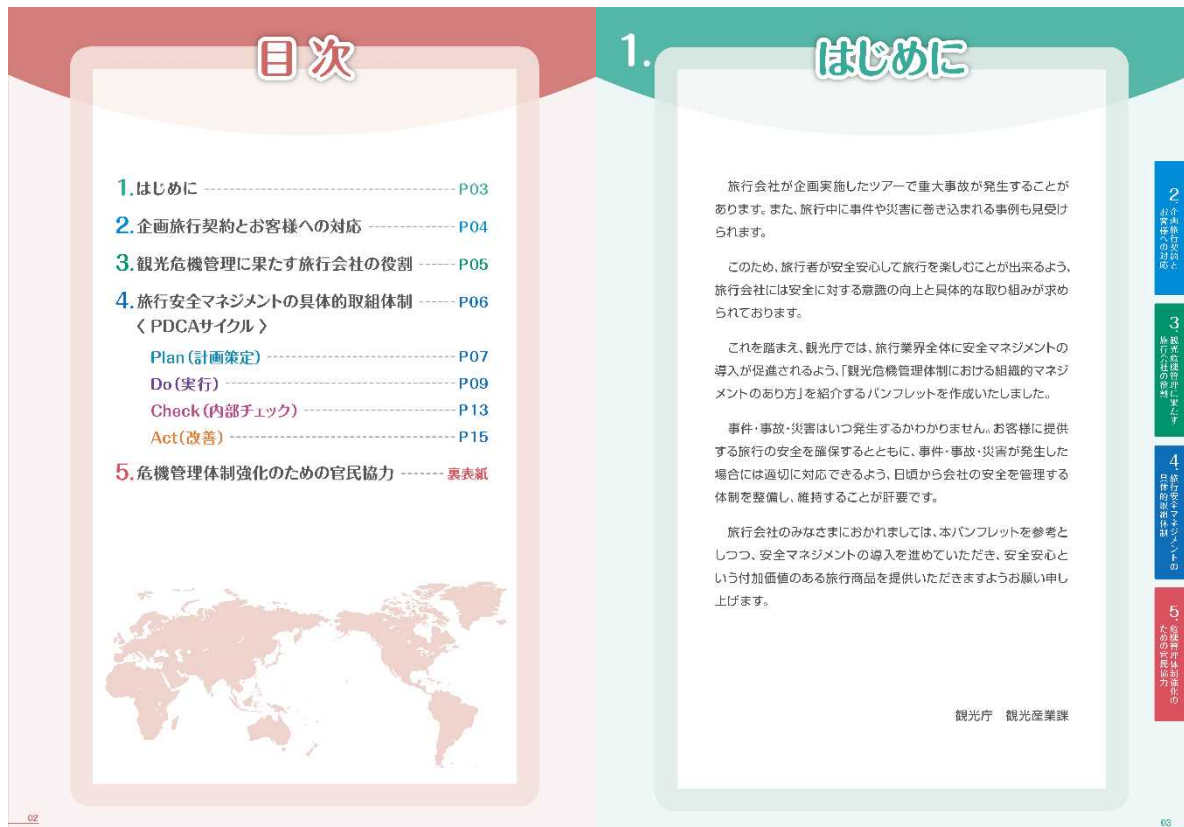 目次
1.はじめに ---------- P03
2.企画旅行契約とお客様への対応 ---------- P04
3.観光危機管理に果たす旅行会社の役割 ---------- P05
4.旅行安全マネジメントの具体的取組体制 ---------- P06
〈 PDCAサイクル 〉
Plan(計画策定) ---------- P07
Do(実行) ---------- P09
Check(内部チェック) ---------- P13
Act(改善) ---------- P15
5.危機管理体制強化のための官民協力 ------- 裏表紙
02
1.
はじめに
旅行会社が企画実施したツアーで重大事故が発生することが
あります。また、旅行中に事件や災害に巻き込まれる事例も見受け
られます。
このため、旅行者が安全安心して旅行を楽しむことが出来るよう、
旅行会社には安全に対する意識の向上と具体的な取り組みが求め
られております。
これを踏まえ、観光庁では、旅行業界全体に安全マネジメントの
導入が促進されるよう、「観光危機管理体制における組織的マネジ
メントのあり方」を紹介するパンフレットを作成いたしました。
事件・事故・災害はいつ発生するかわかりません。お客様に提供
する旅行の安全を確保するとともに、事件・事故・災害が発生した
場合には適切に対応できるよう、日頃から会社の安全を管理する
体制を整備し、維持することが肝要です。
旅行会社のみなさまにおかれましては、本パンフレットを参考と
しつつ、安全マネジメントの導入を進めていただき、安全安心と
いう付加価値のある旅行商品を提供いただきますようお願い申し
上げます。
観光庁 観光産業課
2.企画旅行契約と
お客様への対応
3.観光危機管理に果たす
旅行会社の役割
4.旅行安全マネジメントの
具体的取組体制
5.危機管理体制強化の
ための官民協力
03